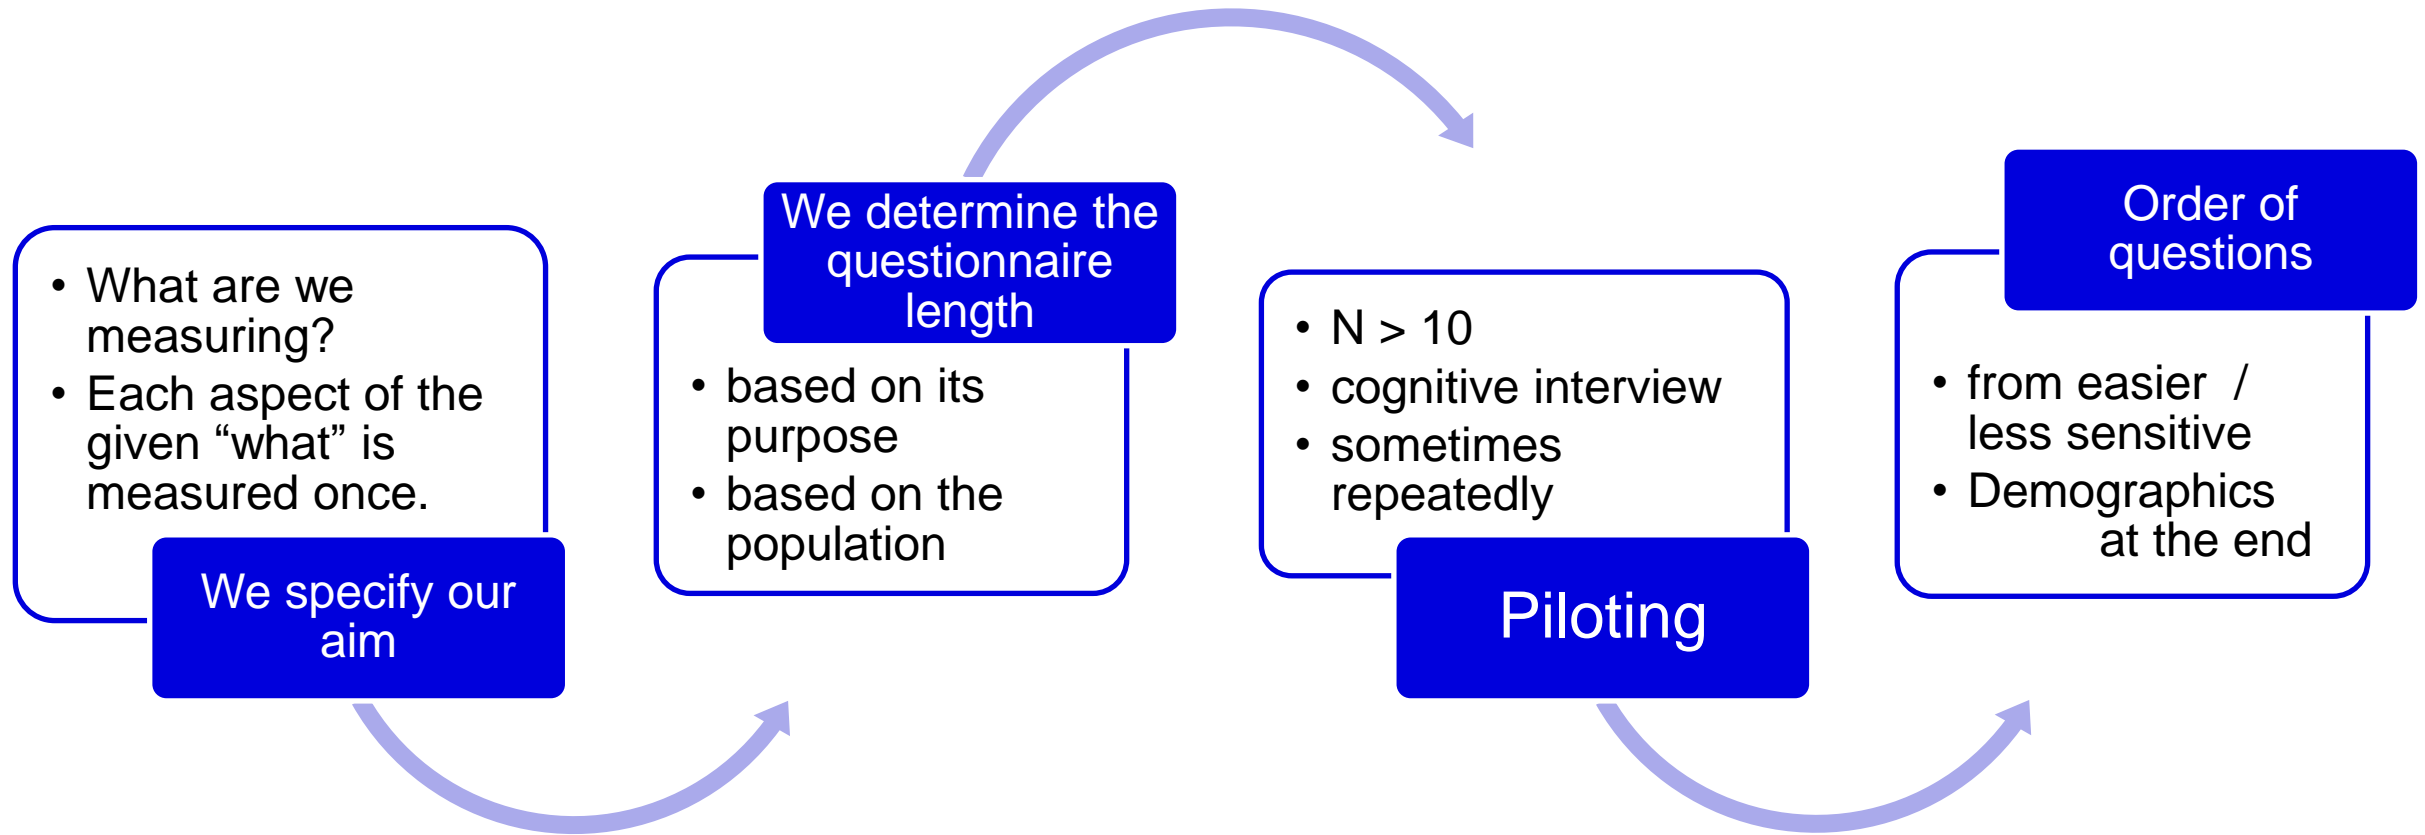 • What are we
measuring?
• Each aspect of the
given “what” is
measured once.
We specify our
aim
We determine the
questionnaire
length
• based on its
purpose
• based on the
population
• N > 10
• cognitive interview
• sometimes
repeatedly
Piloting
Order of
questions
• from easier /
less sensitive
• Demographics
at the end